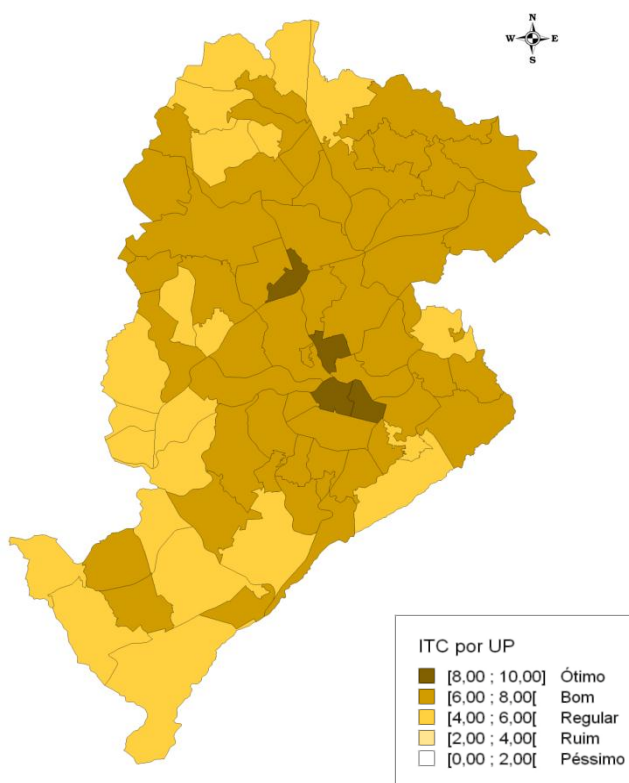 N
W E
S
ITC por UP
[8,00 ; 10,00] Ótimo
[6,00 ; 8,00[ Bom
[4,00 ; 6,00[ Regular
[2,00 ; 4,00[ Ruim
[0,00 ; 2,00[ Péssimo